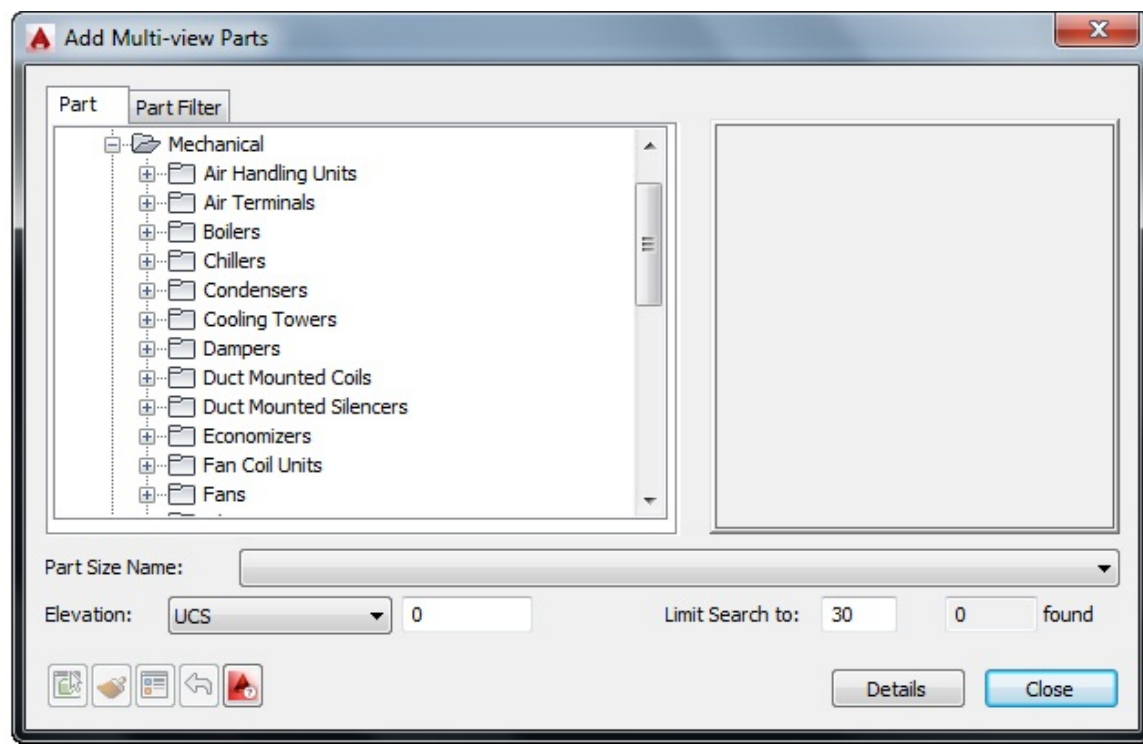 Add Multi-view Parts
Part Part Filter
Mechanical
Air Handling Units
Air Terminals
Boilers
Chillers
Condensers
Cooling Towers
Dampers
Duct Mounted Coils
Duct Mounted Silencers
Economizers
Fan Coil Units
Fans
Part Size Name:
Elevation: UCS 0 Limit Search to: 30 0 found
Details Close